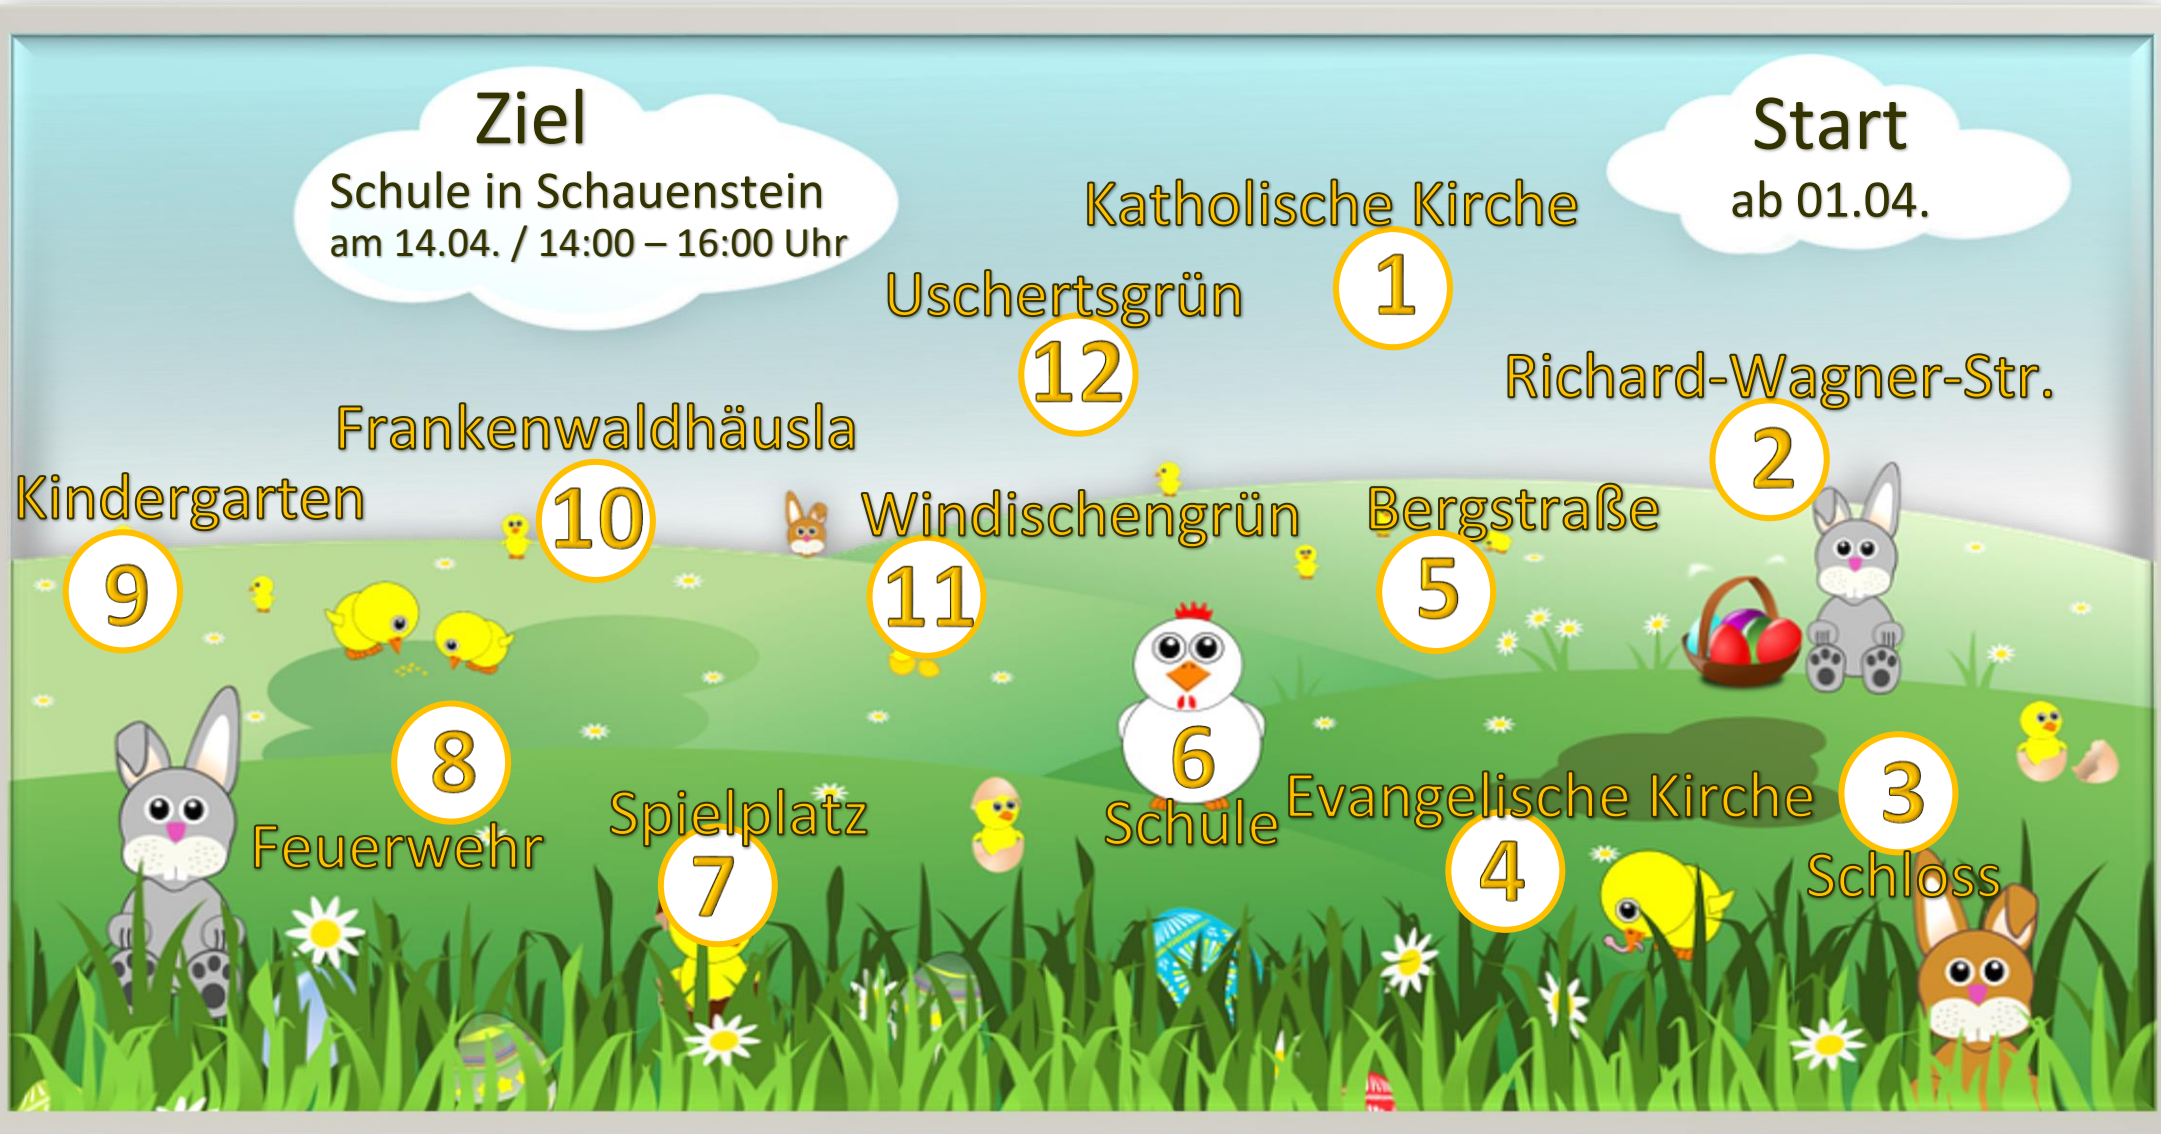 Ziel
Schule in Schauenstein
am 14.04. / 14:00 – 16:00 Uhr
Start
ab 01.04.
Katholische Kirche
1
Uschertsgrün
12
Richard-Wagner-Str.
2
Frankenwaldhäusla
10
Kindergarten
9
Windischengrün
11
Bergstraße
5
6
Schule
8
Feuerwehr
Spielplatz
7
Evangelische Kirche
4
3
Schloss